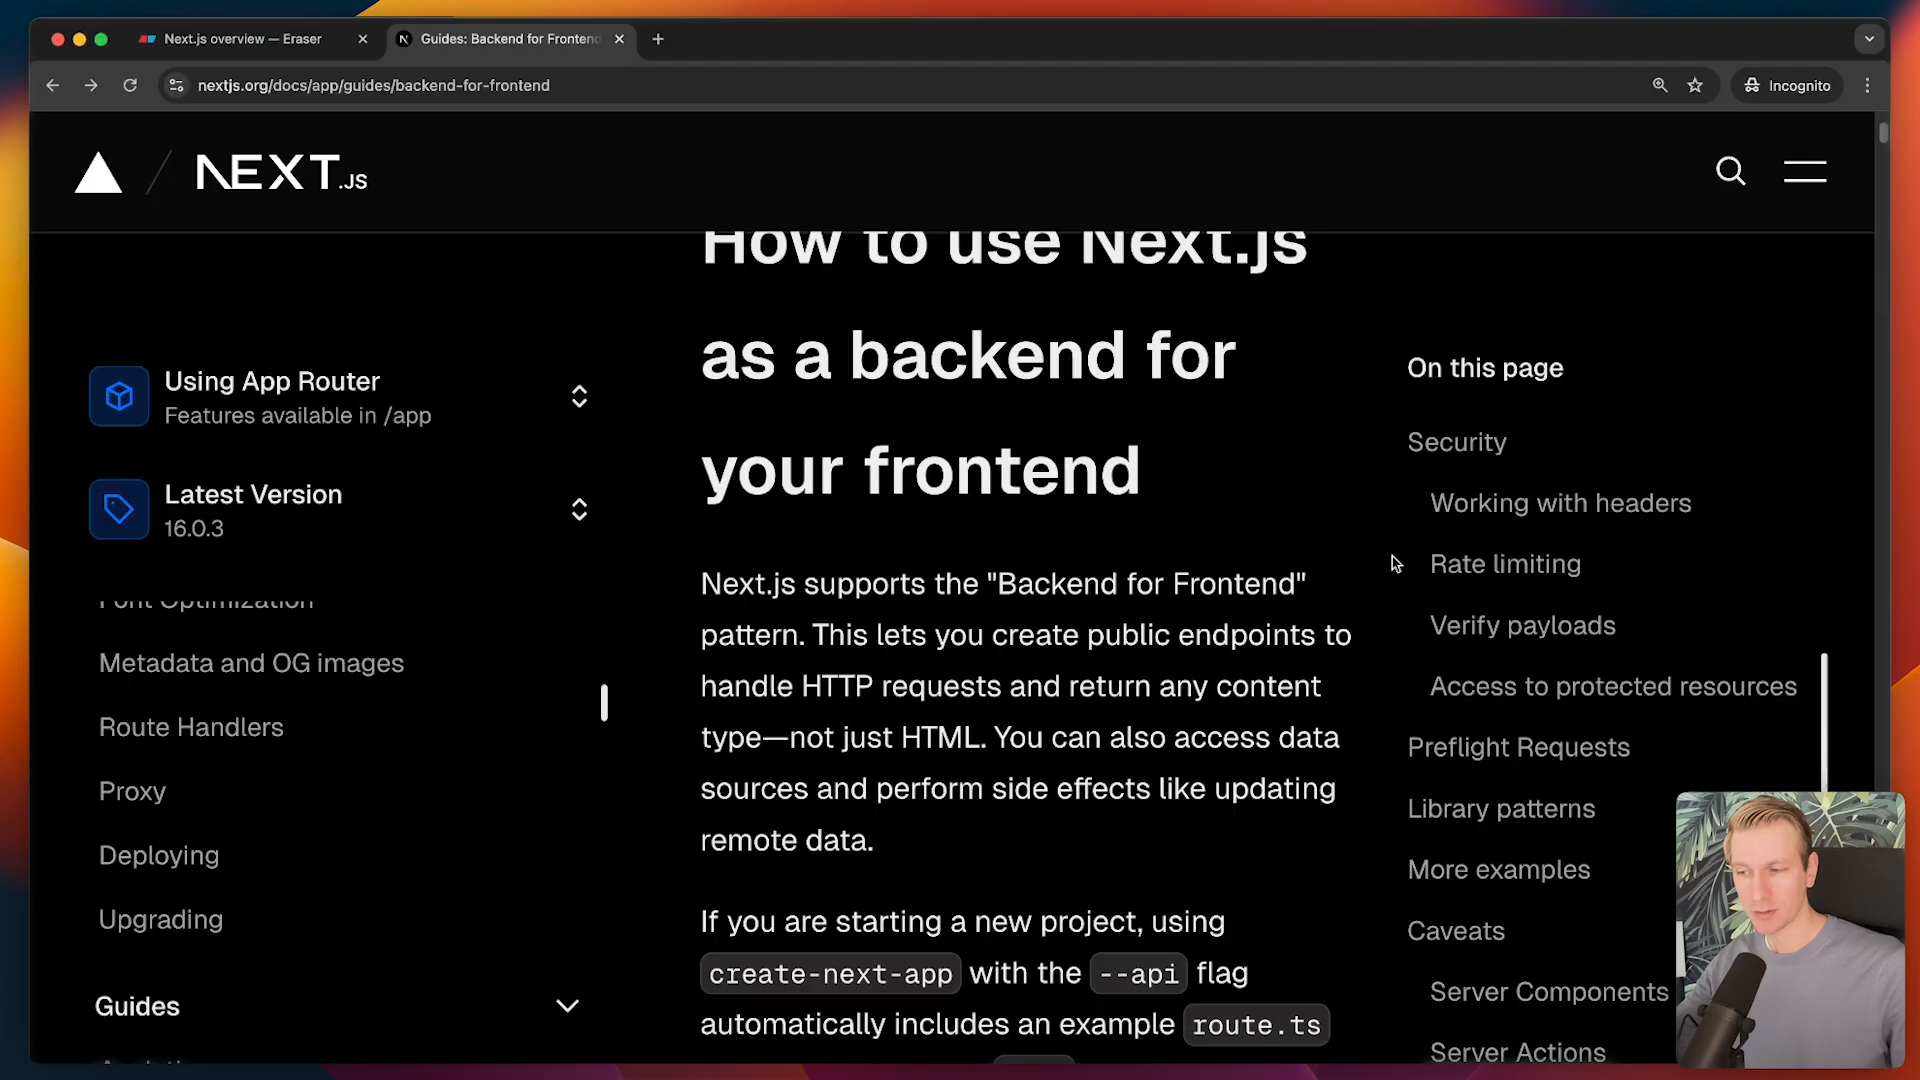 Next.js overview — Eraser
Guides: Backend for Frontend
nextjs.org/docs/app/guides/backend-for-frontend
Incognito
NEXT.JS
How to use Next.js
as a backend for
your frontend
Using App Router
Features available in /app
Latest Version
16.0.3
Font Optimization
Metadata and OG images
Route Handlers
Proxy
Deploying
Upgrading
Guides
Next.js supports the "Backend for Frontend"
pattern. This lets you create public endpoints to
handle HTTP requests and return any content
type—not just HTML. You can also access data
sources and perform side effects like updating
remote data.
If you are starting a new project, using
create-next-app with the --api flag
automatically includes an example route.ts
On this page
Security
Working with headers
Rate limiting
Verify payloads
Access to protected resources
Preflight Requests
Library patterns
More examples
Caveats
Server Components
Server Actions